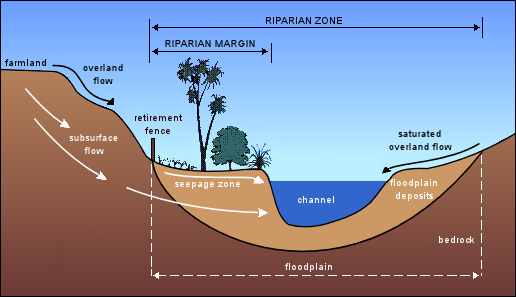 RIPARIAN ZONE
RIPARIAN MARGIN
farmland
overland
flow
retirement
fence
subsurface
flow
saturated
overland flow
seepage zone
channel
floodplain
deposits
bedrock
floodplain